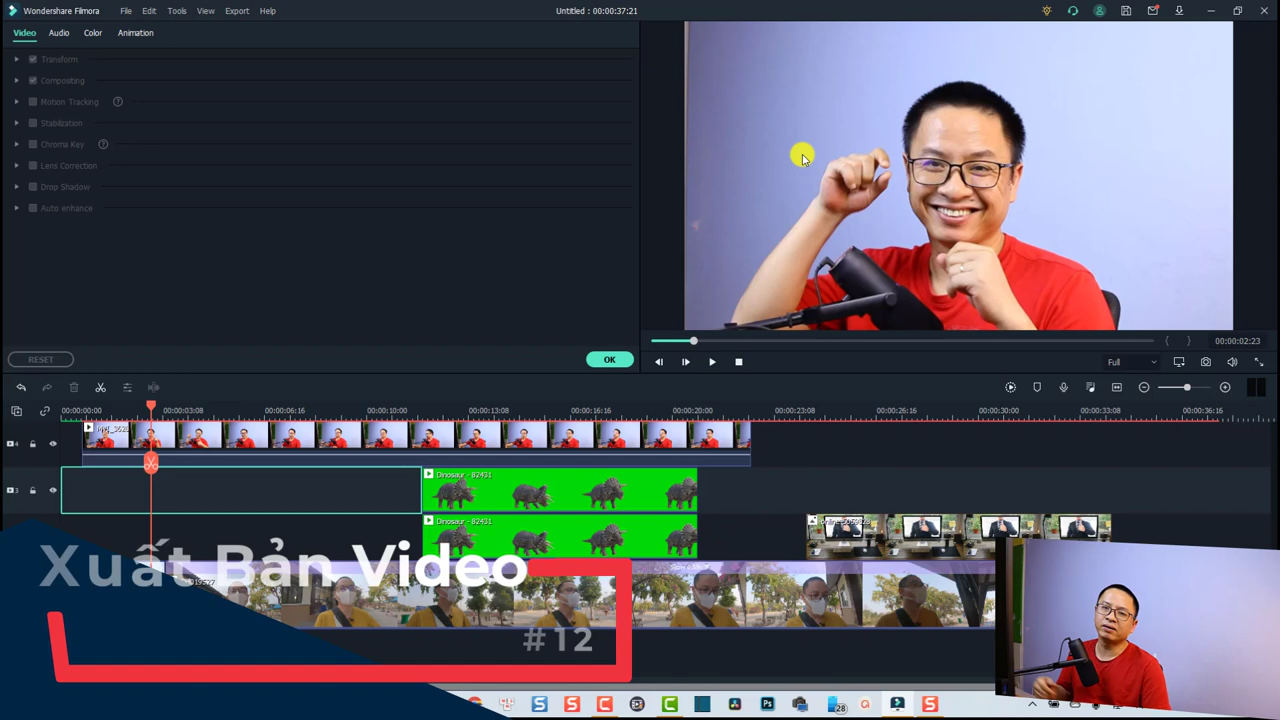 Wondershare Filmora File Edit Tools View Export Help Untitled : 00:00:37:21
Video Audio Color Animation
Transform
Compositing
Motion Tracking ?
Stabilization
Chroma Key ?
Lens Correction
Drop Shadow
Auto enhance
00:00:02:23
RESET OK
Full
00:00:00:00 00:00:03:08 00:00:06:16 00:00:10:00 00:00:13:08 00:00:16:16 00:00:20:00 00:00:23:08 00:00:26:16 00:00:30:00 00:00:33:08 00:00:36:16
4
Dinosaur - 82431
3
Dinosaur - 82431
Xuất Bản Video
#12
Ps
28